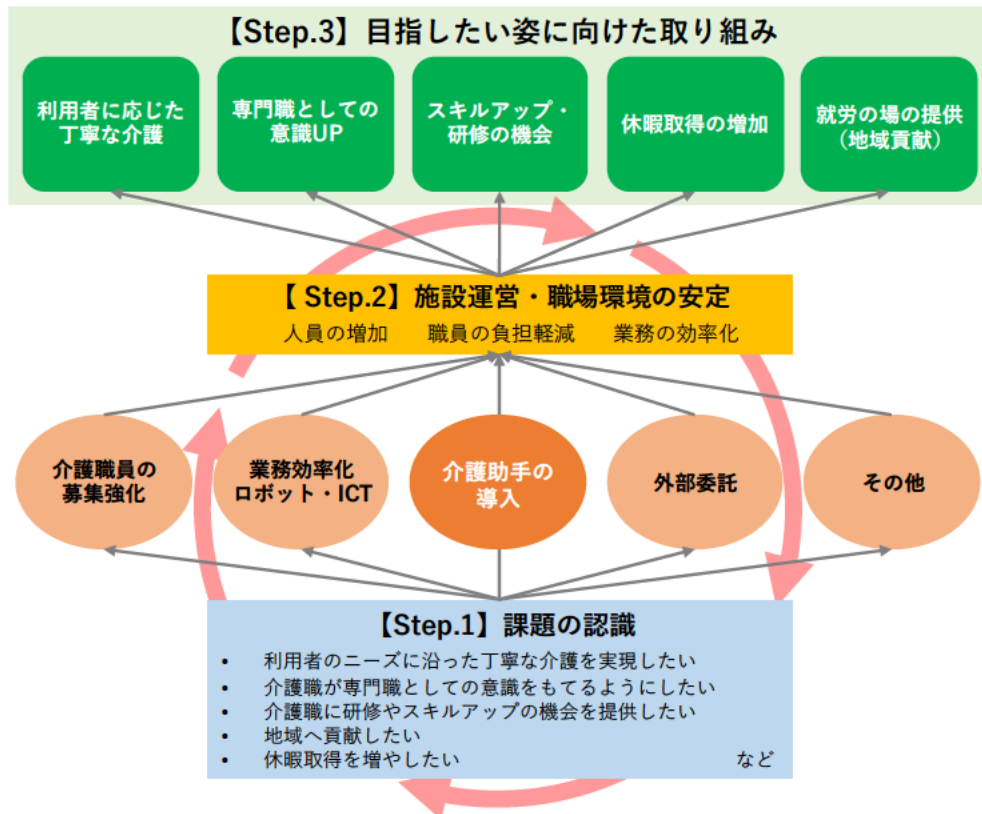 【Step.3】目指したい姿に向けた取り組み
利用者に応じた
丁寧な介護
専門職としての
意識UP
スキルアップ・
研修の機会
休暇取得の増加
就労の場の提供
（地域貢献）
【 Step.2】施設運営・職場環境の安定
人員の増加 職員の負担軽減 業務の効率化
介護職員の
募集強化
業務効率化
ロボット・ICT
介護助手の
導入
外部委託
その他
【Step.1】課題の認識
• 利用者のニーズに沿った丁寧な介護を実現したい
• 介護職が専門職としての意識をもてるようにしたい
• 介護職に研修やスキルアップの機会を提供したい
• 地域へ貢献したい
• 休暇取得を増やしたい など